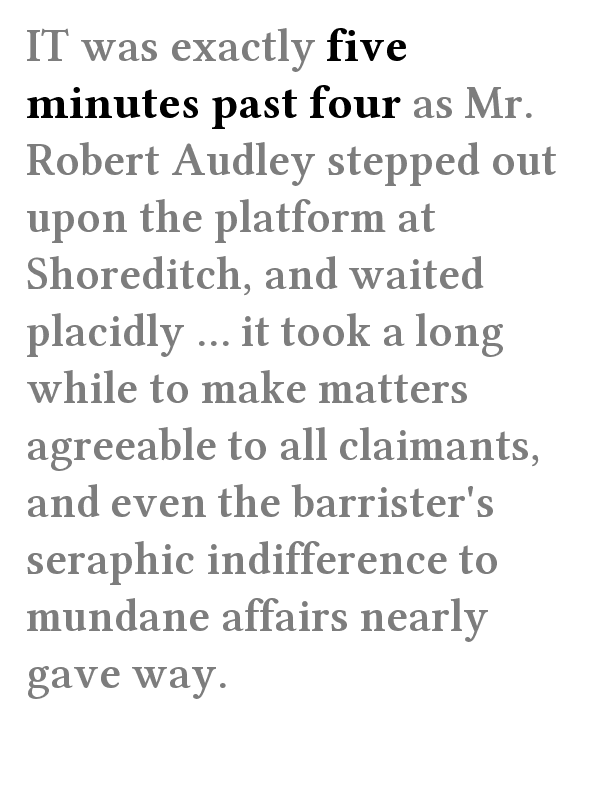 IT was exactly five
minutes past four as Mr.
Robert Audley stepped out
upon the platform at
Shoreditch, and waited
placidly ... it took a long
while to make matters
agreeable to all claimants,
and even the barrister's
seraphic indifference to
mundane affairs nearly
gave way.